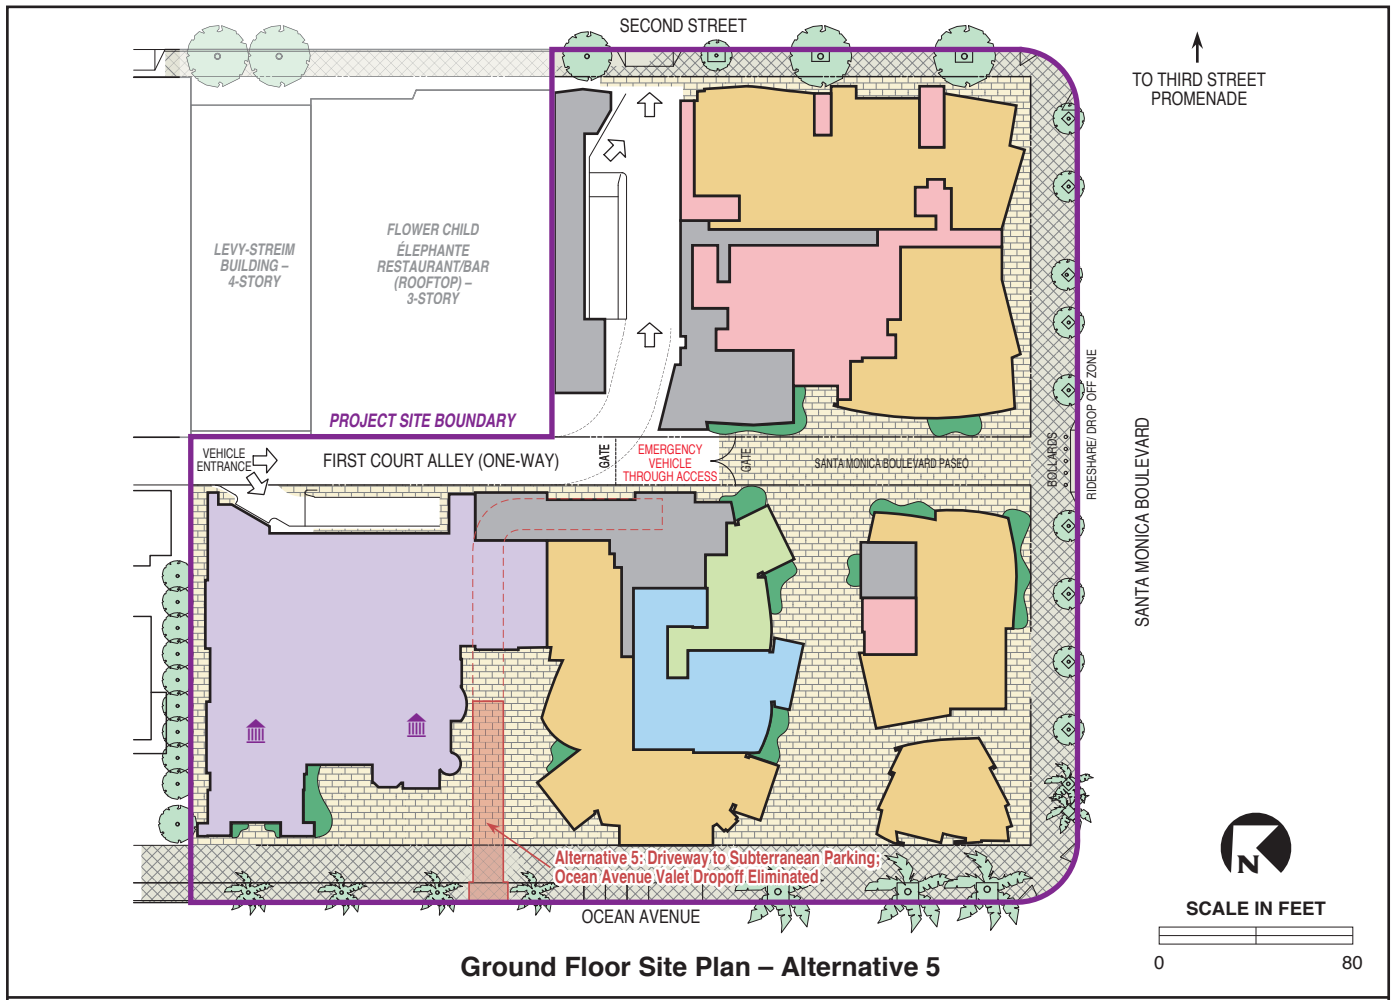 SECOND STREET
TO THIRD STREET
PROMENADE
LEVY-STREIM
BUILDING –
4-STORY
FLOWER CHILD
ÉLEPHANTE
RESTAURANT/BAR
(ROOFTOP) –
3-STORY
PROJECT SITE BOUNDARY
VEHICLE
ENTRANCE
FIRST COURT ALLEY (ONE-WAY)
GATE
EMERGENCY
VEHICLE
THROUGH ACCESS
GATE
SANTA MONICA BOULEVARD PASEO
BOLLARDS
RIDESHARE/ DROP OFF ZONE
SANTA MONICA BOULEVARD
Alternative 5: Driveway to Subterranean Parking;
Ocean Avenue Valet Dropoff Eliminated
OCEAN AVENUE
N
SCALE IN FEET
0 80
Ground Floor Site Plan – Alternative 5